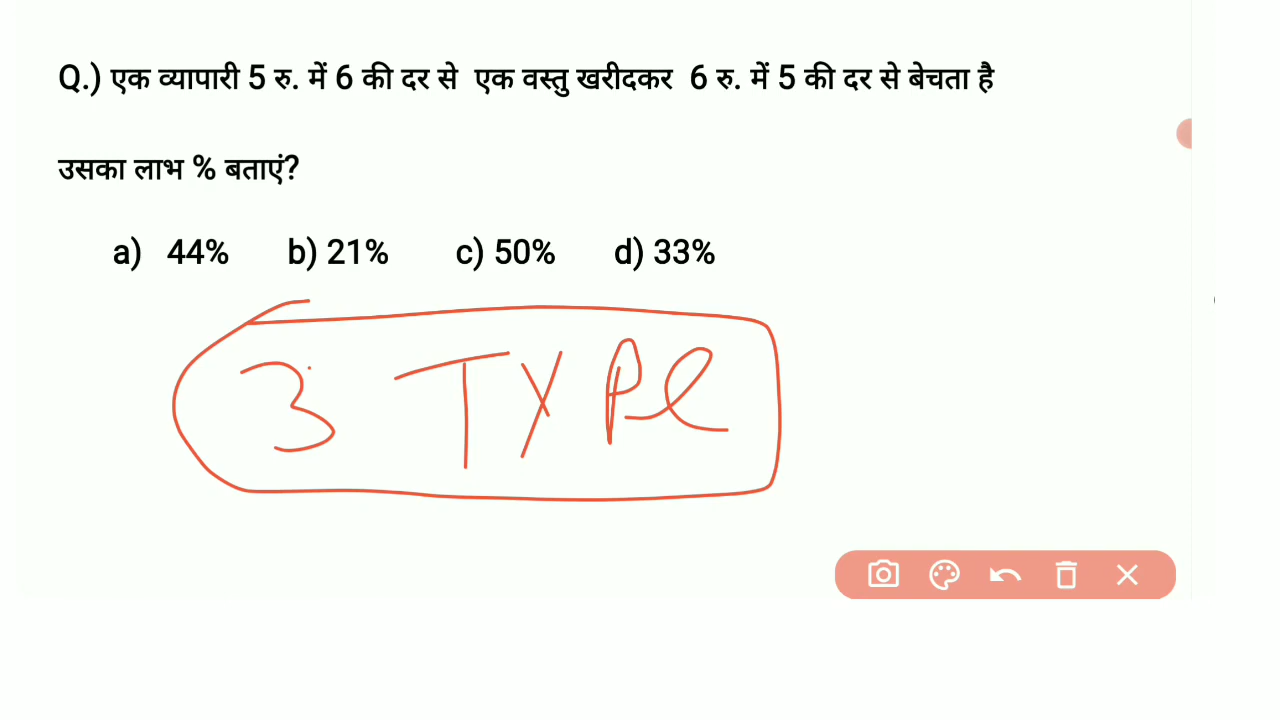 Q.) एक व्यापारी 5 रु. में 6 की दर से एक वस्तु खरीदकर 6 रु. में 5 की दर से बेचता है
उसका लाभ % बताएं?
a) 44% b) 21% c) 50% d) 33%
3 TYPE